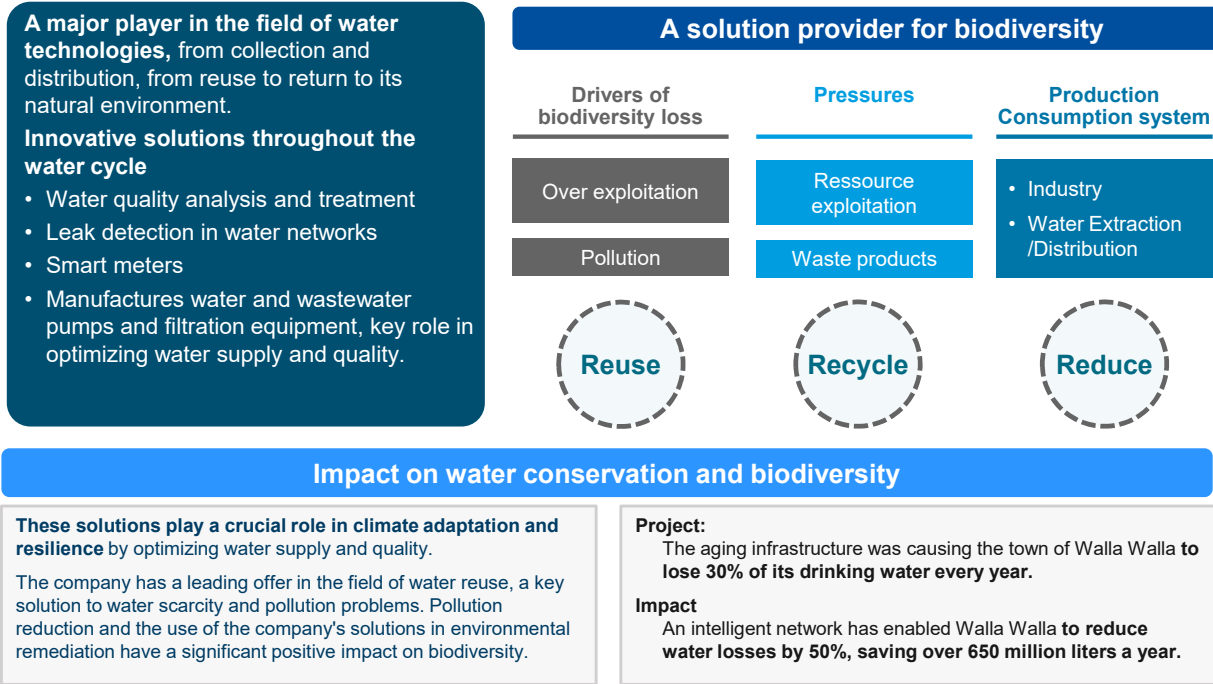 A major player in the field of water
technologies, from collection and
distribution, from reuse to return to its
natural environment.
Innovative solutions throughout the
water cycle
• Water quality analysis and treatment
• Leak detection in water networks
• Smart meters
• Manufactures water and wastewater
pumps and filtration equipment, key role in
optimizing water supply and quality.
A solution provider for biodiversity
Drivers of
biodiversity loss
Over exploitation
Pollution
Pressures
Ressource
exploitation
Waste products
Production
Consumption system
• Industry
• Water Extraction
/Distribution
Reuse
Recycle
Reduce
Impact on water conservation and biodiversity
These solutions play a crucial role in climate adaptation and
resilience by optimizing water supply and quality.
The company has a leading offer in the field of water reuse, a key
solution to water scarcity and pollution problems. Pollution
reduction and the use of the company's solutions in environmental
remediation have a significant positive impact on biodiversity.
Project:
The aging infrastructure was causing the town of Walla Walla to
lose 30% of its drinking water every year.
Impact
An intelligent network has enabled Walla Walla to reduce
water losses by 50%, saving over 650 million liters a year.